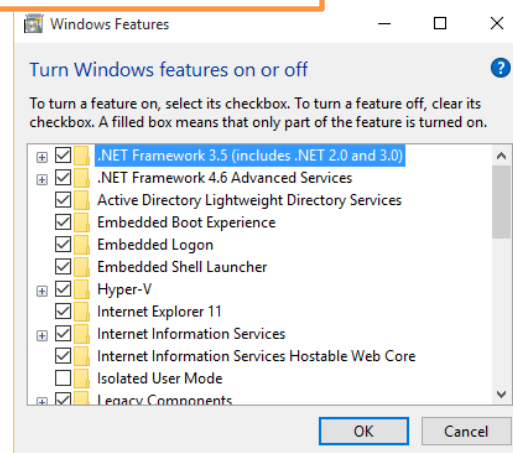 Windows Features
Turn Windows features on or off
To turn a feature on, select its checkbox. To turn a feature off, clear its
checkbox. A filled box means that only part of the feature is turned on.
.NET Framework 3.5 (includes .NET 2.0 and 3.0)
.NET Framework 4.6 Advanced Services
Active Directory Lightweight Directory Services
Embedded Boot Experience
Embedded Logon
Embedded Shell Launcher
Hyper-V
Internet Explorer 11
Internet Information Services
Internet Information Services Hostable Web Core
Isolated User Mode
Legacy Components
OK Cancel